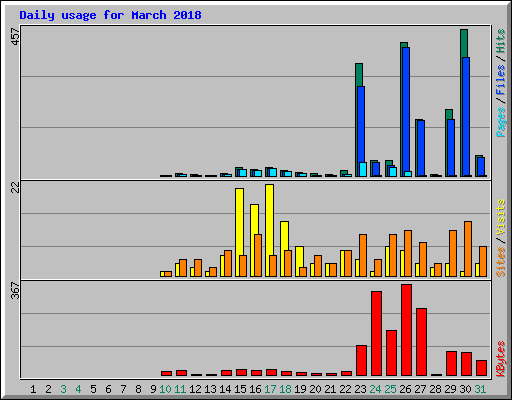 Daily usage for March 2018
457
Pages / Files / Hits
22
Sites / Visits
367
KBytes
1 2 3 4 5 6 7 8 9 10 11 12 13 14 15 16 17 18 19 20 21 22 23 24 25 26 27 28 29 30 31